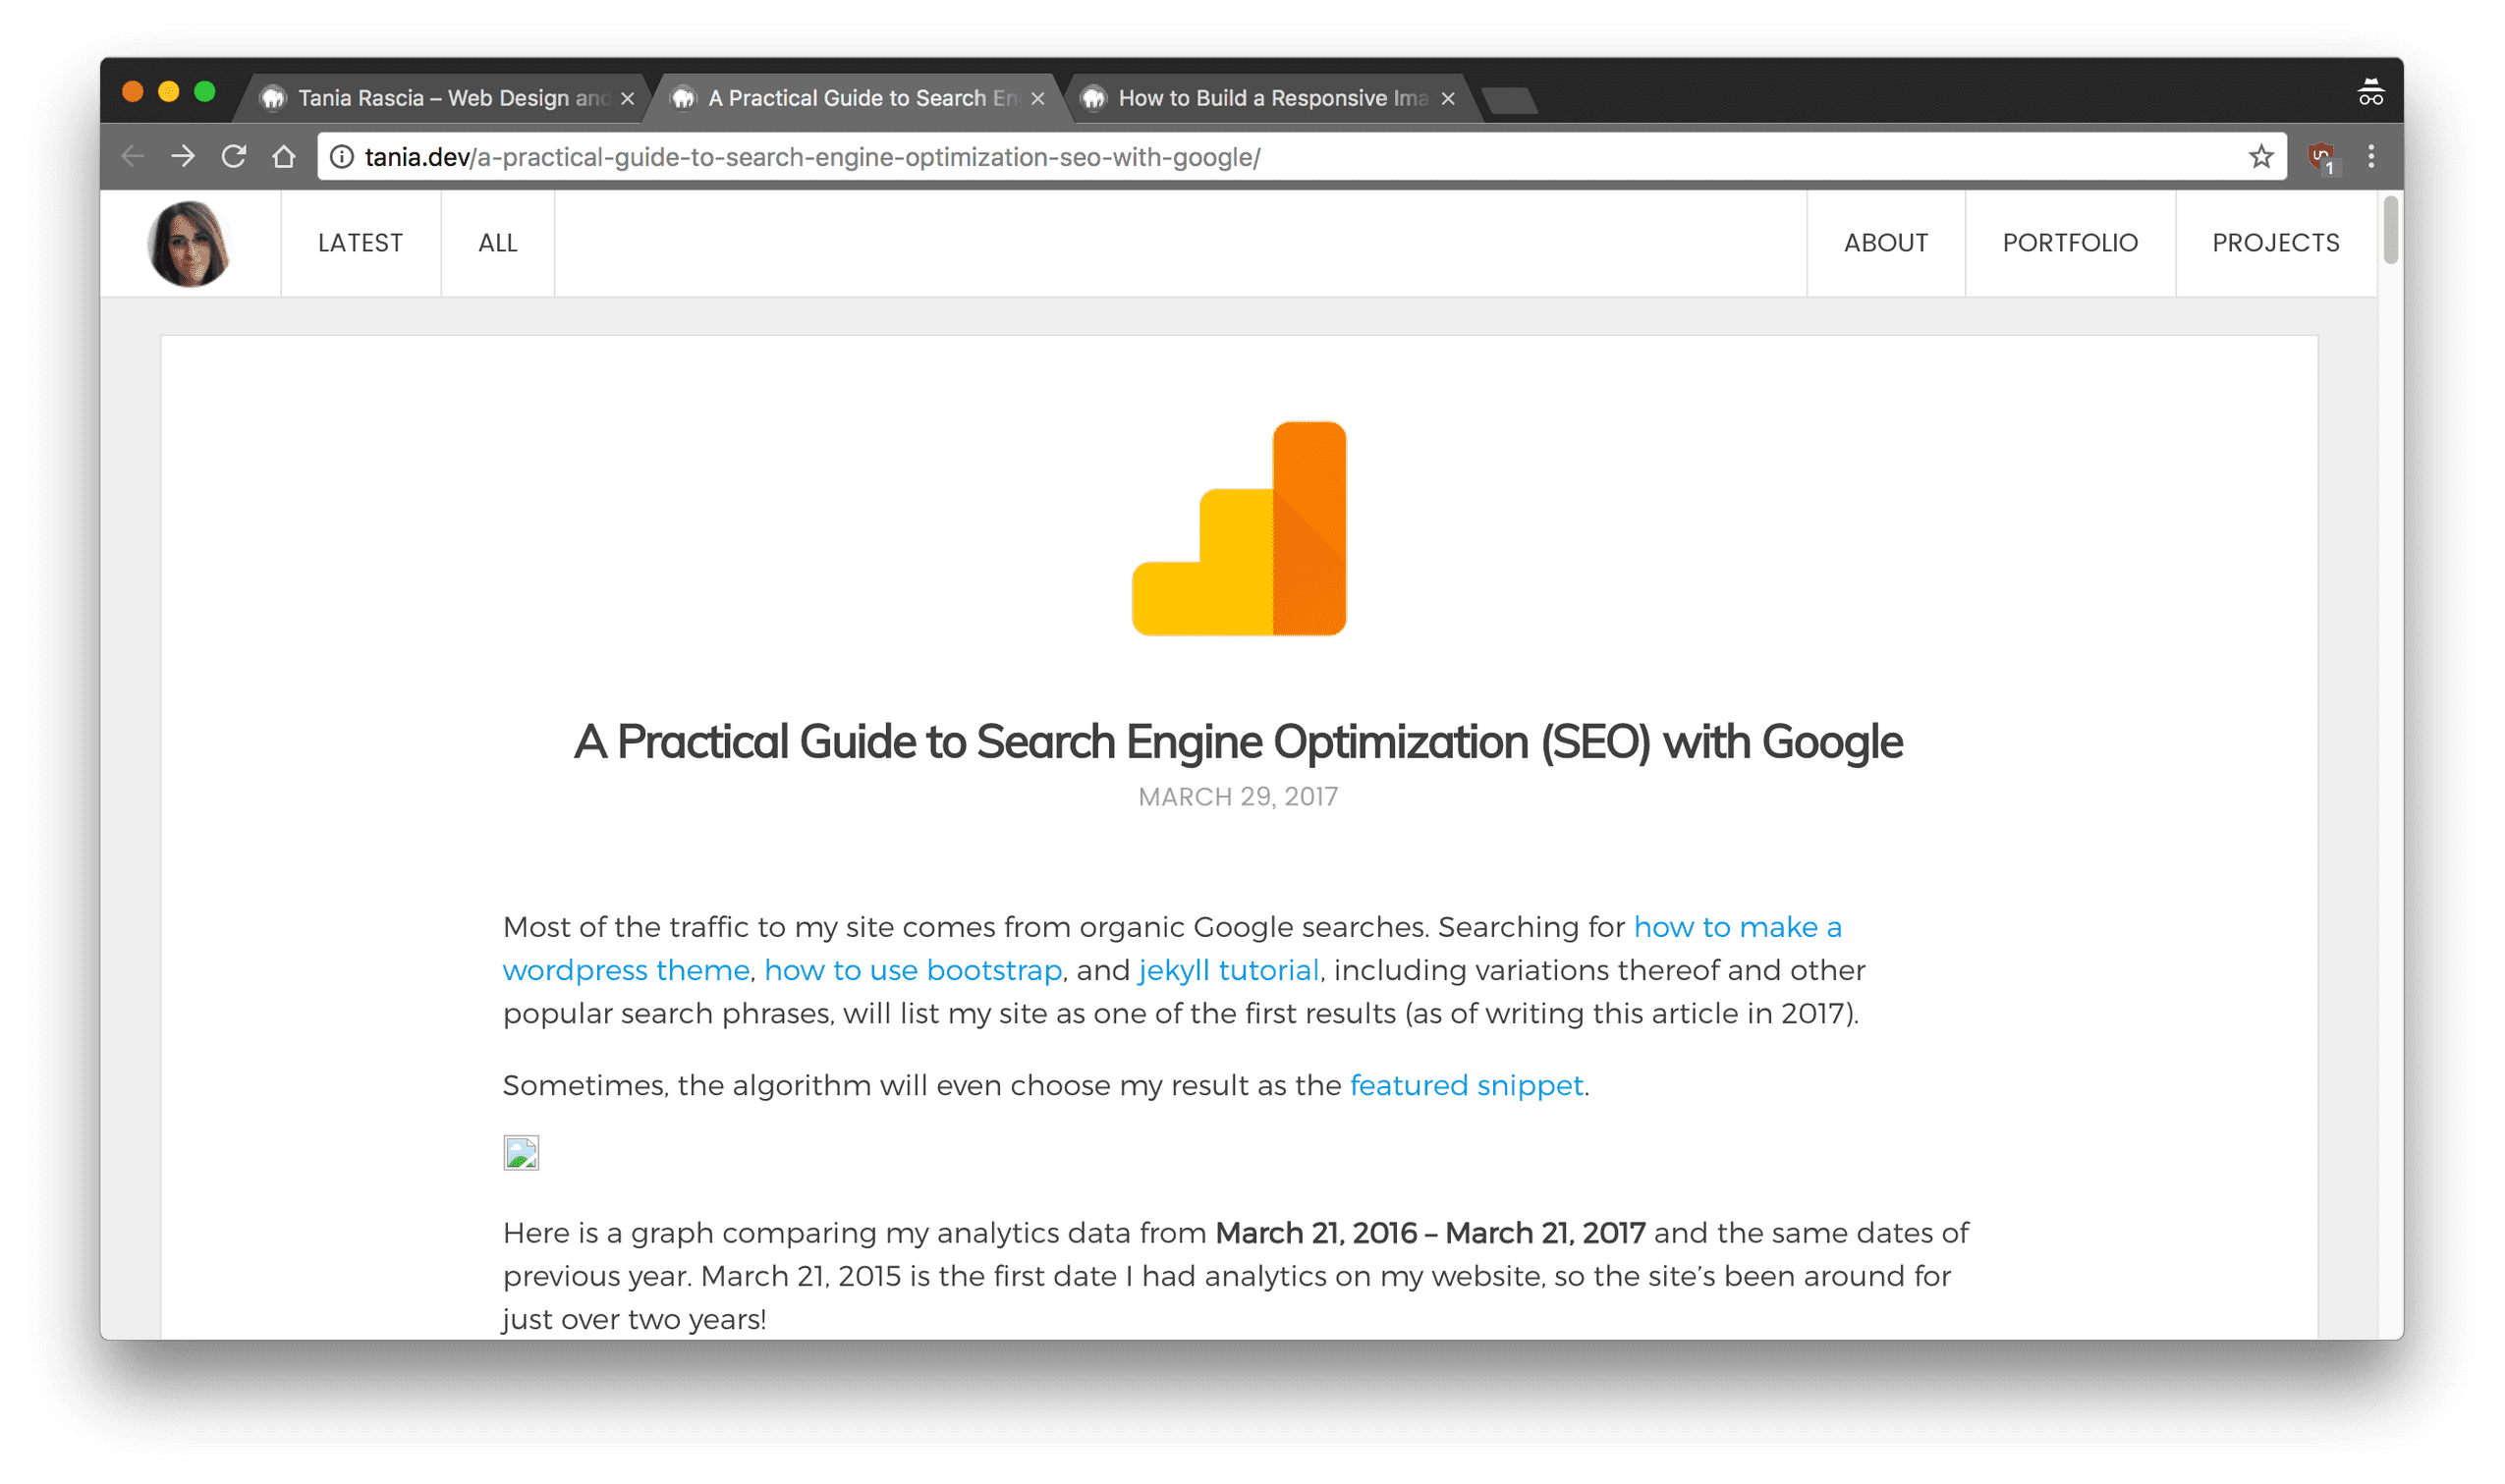 Tania Rascia – Web Design and
A Practical Guide to Search En
How to Build a Responsive Ima
tania.dev/a-practical-guide-to-search-engine-optimization-seo-with-google/
1
LATEST
ALL
ABOUT
PORTFOLIO
PROJECTS
A Practical Guide to Search Engine Optimization (SEO) with Google
MARCH 29, 2017
Most of the traffic to my site comes from organic Google searches. Searching for how to make a
wordpress theme, how to use bootstrap, and jekyll tutorial, including variations thereof and other
popular search phrases, will list my site as one of the first results (as of writing this article in 2017).
Sometimes, the algorithm will even choose my result as the featured snippet.
Here is a graph comparing my analytics data from March 21, 2016 – March 21, 2017 and the same dates of
previous year. March 21, 2015 is the first date I had analytics on my website, so the site’s been around for
just over two years!